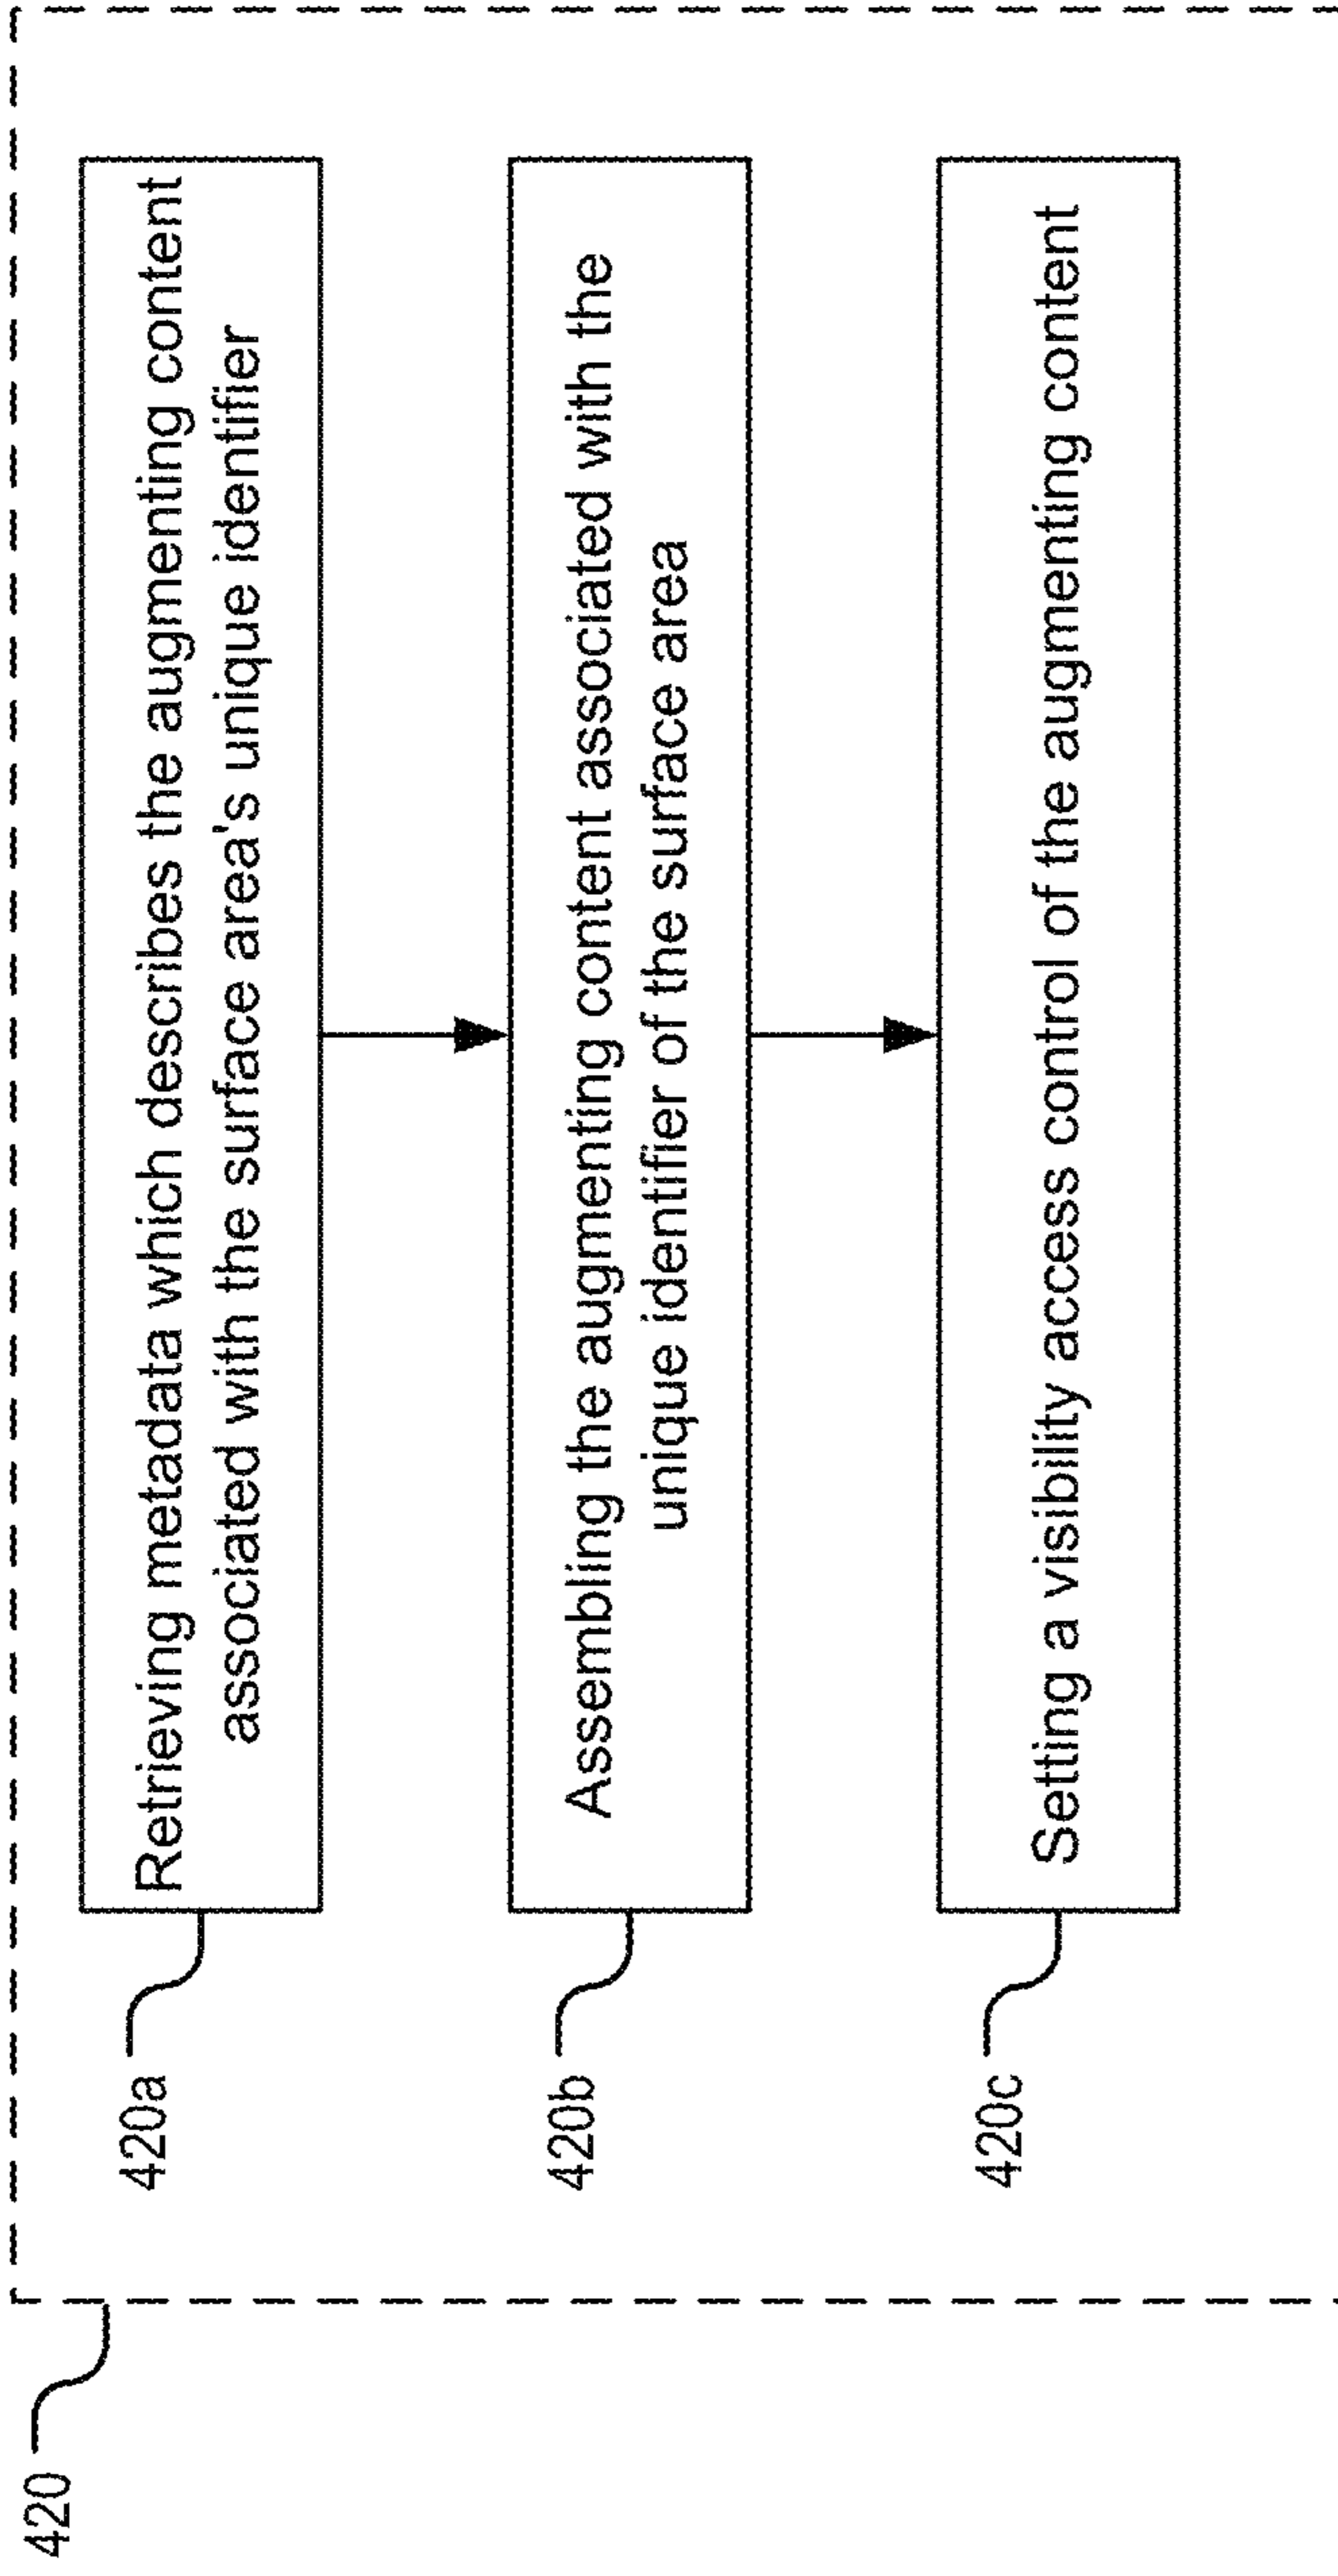 420
420a
Retrieving metadata which describes the augmenting content
associated with the surface area's unique identifier
420b
Assembling the augmenting content associated with the
unique identifier of the surface area
420c
Setting a visibility access control of the augmenting content